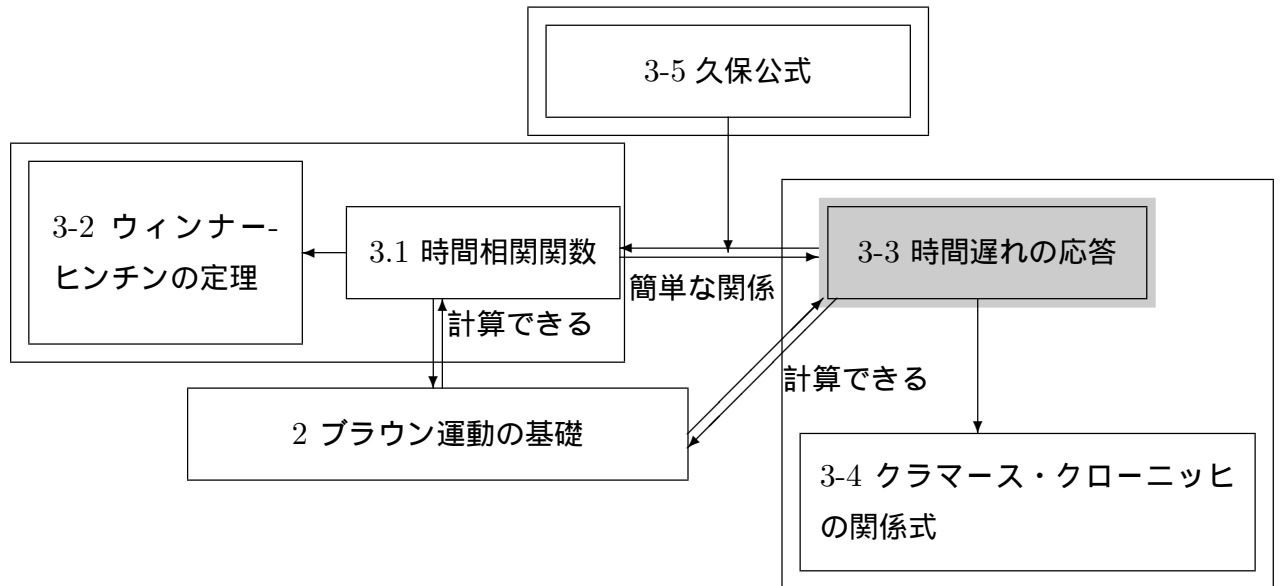 3-5 久保公式
3-2 ウィンナー-
ヒンチンの定理
3.1 時間相関関数
簡単な関係
3-3 時間遅れの応答
計算できる
計算できる
2 ブラウン運動の基礎
3-4 クラマース・クローニッヒ
の関係式